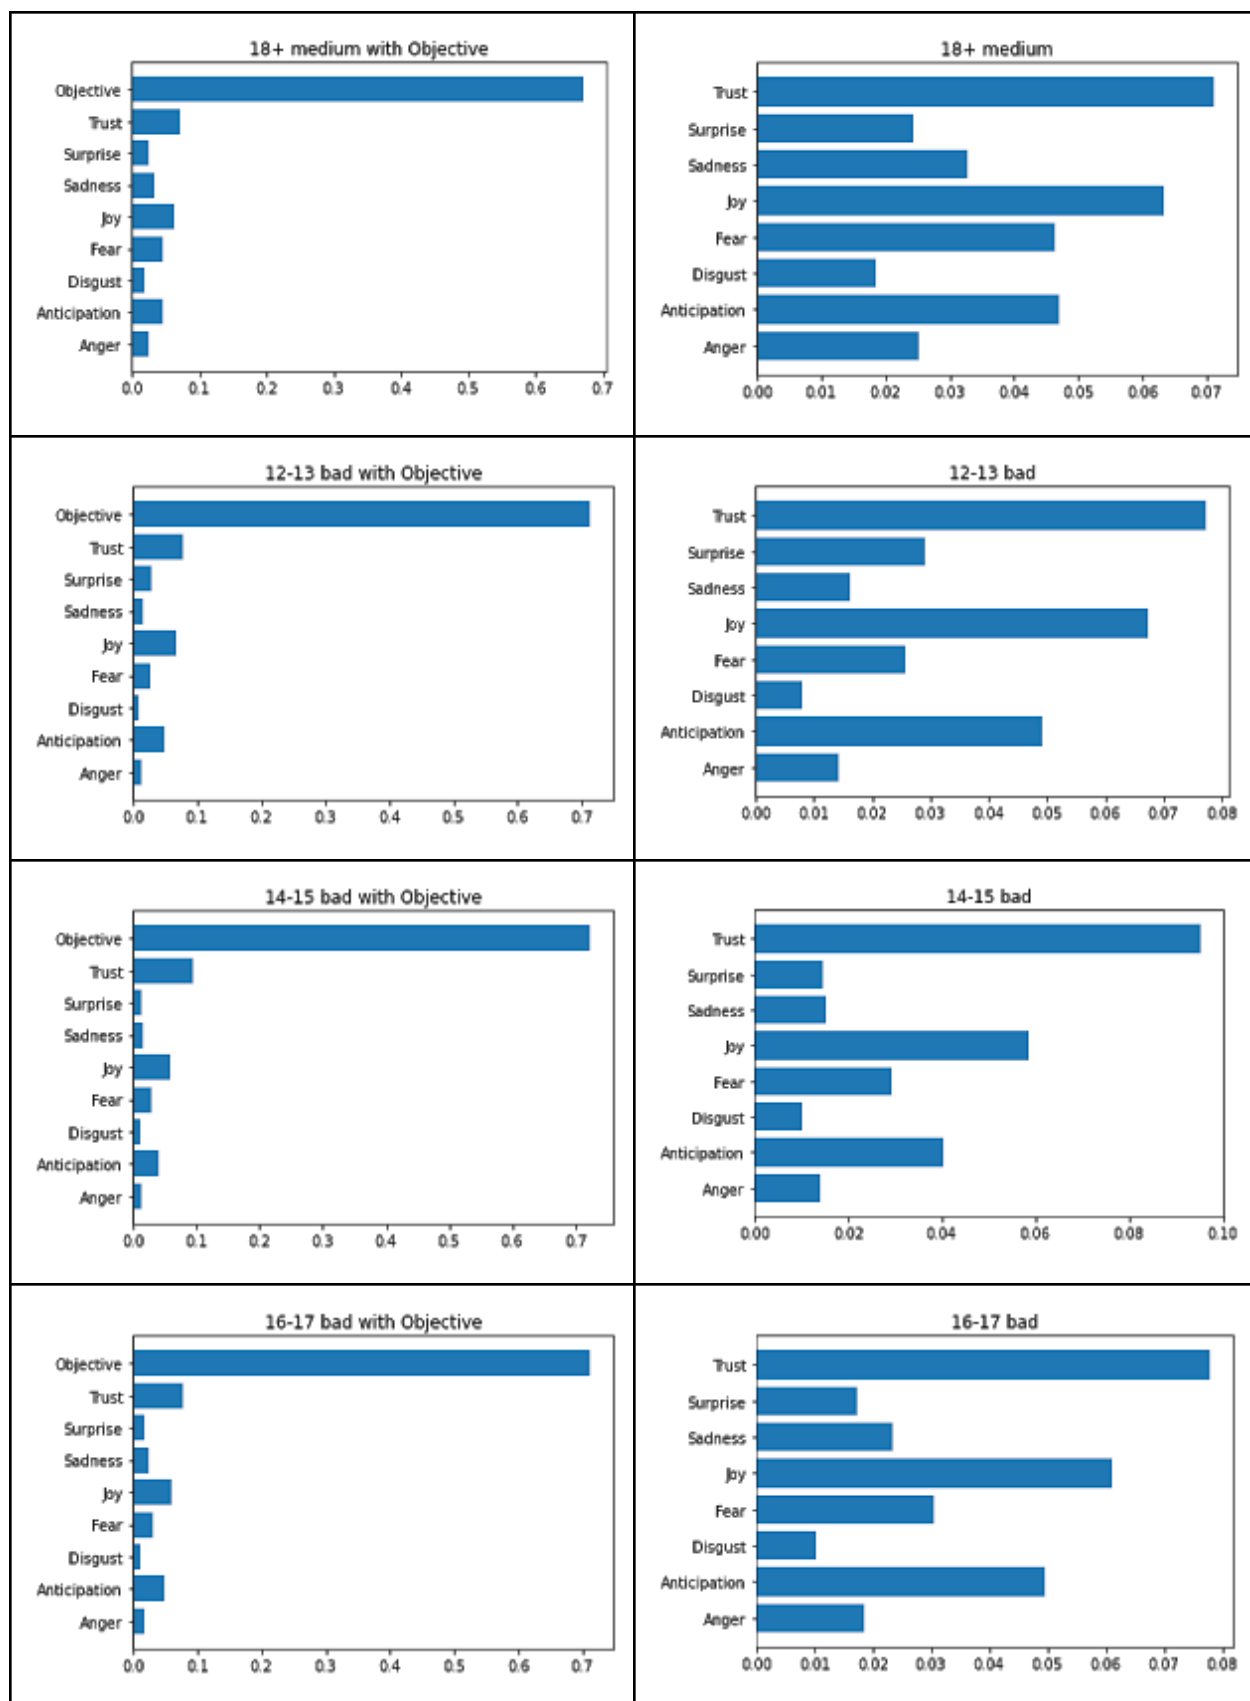 18+ medium with Objective
Objective
Trust
Surprise
Sadness
Joy
Fear
Disgust
Anticipation
Anger
0.0 0.1 0.2 0.3 0.4 0.5 0.6 0.7
18+ medium
Trust
Surprise
Sadness
Joy
Fear
Disgust
Anticipation
Anger
0.00 0.01 0.02 0.03 0.04 0.05 0.06 0.07
12-13 bad with Objective
Objective
Trust
Surprise
Sadness
Joy
Fear
Disgust
Anticipation
Anger
0.0 0.1 0.2 0.3 0.4 0.5 0.6 0.7
12-13 bad
Trust
Surprise
Sadness
Joy
Fear
Disgust
Anticipation
Anger
0.00 0.01 0.02 0.03 0.04 0.05 0.06 0.07 0.08
14-15 bad with Objective
Objective
Trust
Surprise
Sadness
Joy
Fear
Disgust
Anticipation
Anger
0.0 0.1 0.2 0.3 0.4 0.5 0.6 0.7
14-15 bad
Trust
Surprise
Sadness
Joy
Fear
Disgust
Anticipation
Anger
0.00 0.02 0.04 0.06 0.08 0.10
16-17 bad with Objective
Objective
Trust
Surprise
Sadness
Joy
Fear
Disgust
Anticipation
Anger
0.0 0.1 0.2 0.3 0.4 0.5 0.6 0.7
16-17 bad
Trust
Surprise
Sadness
Joy
Fear
Disgust
Anticipation
Anger
0.00 0.01 0.02 0.03 0.04 0.05 0.06 0.07 0.08